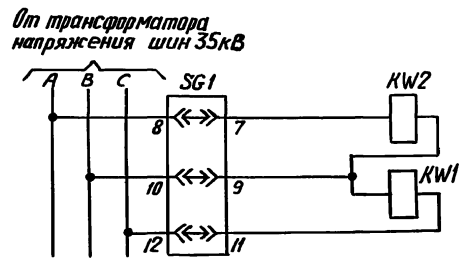 От трансформатора
напряжения шин 35кВ
A B C SG1 KW2
8 7
10 9 KW1
12 11